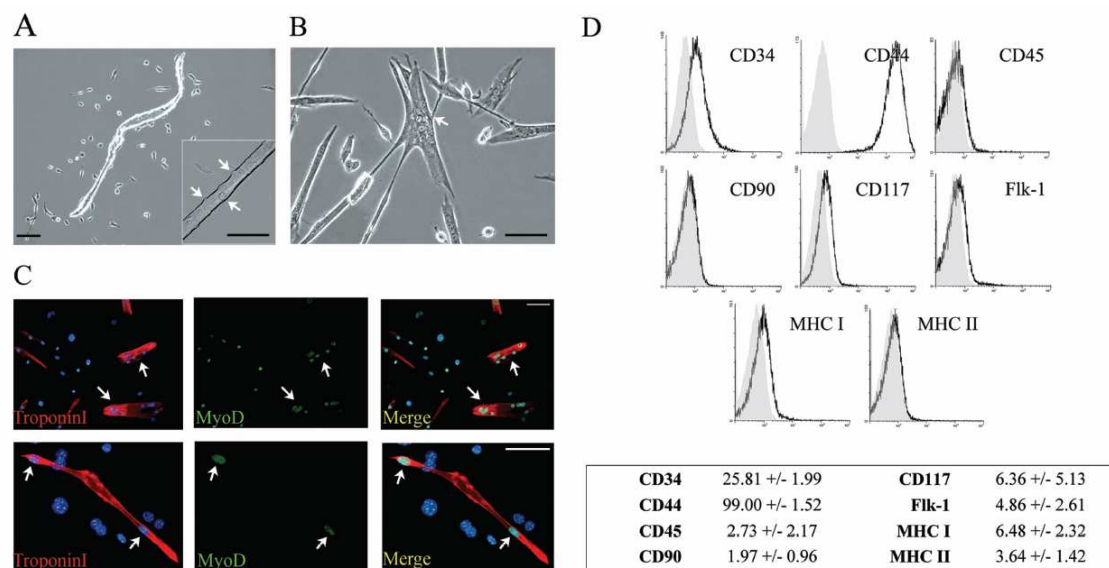 A
B
C
D
TroponinI
MyoD
Merge
TroponinI
MyoD
Merge
CD34
CD44
CD45
CD90
CD117
Flk-1
MHC I
MHC II
CD34 25.81 +/- 1.99 CD117 6.36 +/- 5.13
CD44 99.00 +/- 1.52 Flk-1 4.86 +/- 2.61
CD45 2.73 +/- 2.17 MHC I 6.48 +/- 2.32
CD90 1.97 +/- 0.96 MHC II 3.64 +/- 1.42